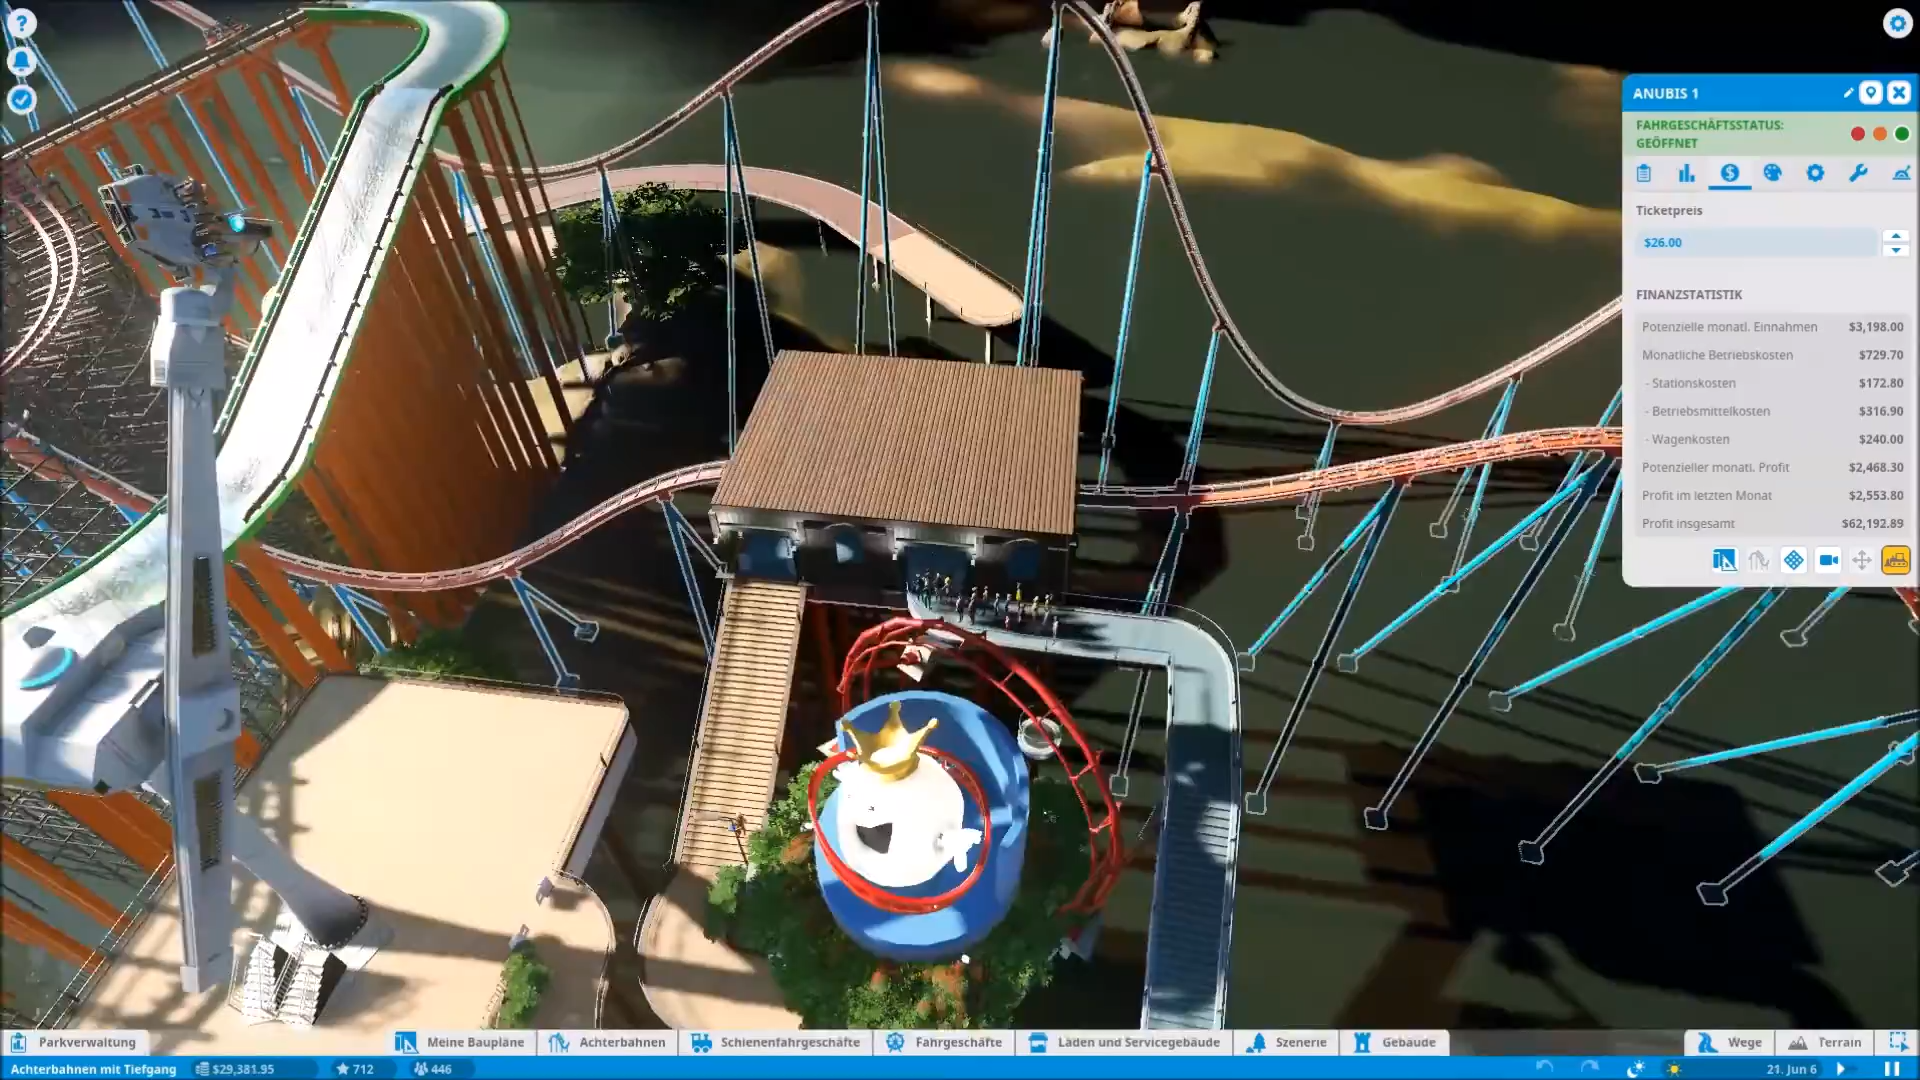 ANUBIS 1
FAHRGESCHÄFTSSTATUS:
GEÖFFNET
Ticketpreis
$26.00
FINANZSTATISTIK
Potenzielle monatl. Einnahmen $3,198.00
Monatliche Betriebskosten $729.70
- Stationskosten $172.80
- Betriebsmittelkosten $316.90
- Wagenkosten $240.00
Potenzieller monatl. Profit $2,468.30
Profit im letzten Monat $2,553.80
Profit insgesamt $62,192.89
Parkverwaltung
Meine Baupläne
Achterbahnen
Schienenfahrgeschäfte
Fahrgeschäfte
Läden und Servicegebäude
Szenerie
Gebäude
Wege
Terrain
Achterbahnen mit Tiefgang
$29,381.95
712
446
21. Jun 6